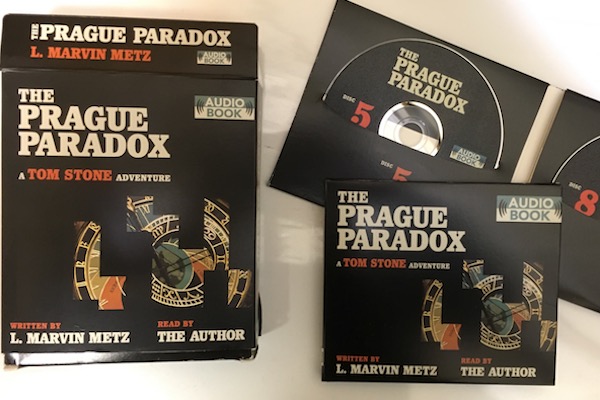 THE PRAGUE PARADOX
L. MARVIN METZ
AUDIO
BOOK
THE
PRAGUE
PARADOX
AUDIO
BOOK
A TOM STONE ADVENTURE
WRITTEN BY
L. MARVIN METZ
READ BY
THE AUTHOR
THE
PRAGUE
PARADOX
DISC 5
AUDIO
BOOK
DISC 5
DISC 8
THE
PRAGUE
PARADOX
AUDIO
BOOK
A TOM STONE ADVENTURE
WRITTEN BY
L. MARVIN METZ
READ BY
THE AUTHOR